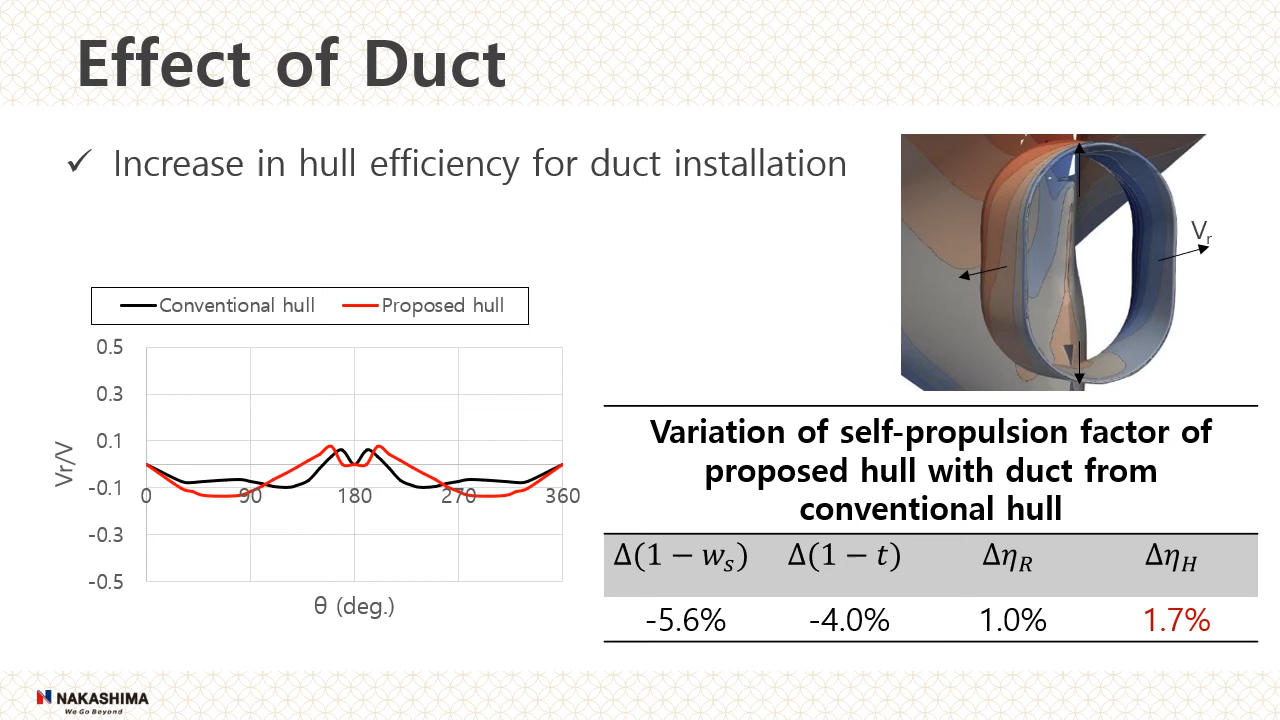 Effect of Duct
✓ Increase in hull efficiency for duct installation
Vr
Conventional hull Proposed hull
0.5
0.3
0.1
-0.1
-0.3
-0.5
Vr/V
0 90 180 270 360
θ (deg.)
Variation of self-propulsion factor of
proposed hull with duct from
conventional hull
Δ(1 − wₛ) Δ(1 − t) Δη_R Δη_H
-5.6% -4.0% 1.0% 1.7%
NAKASHIMA
We Go Beyond